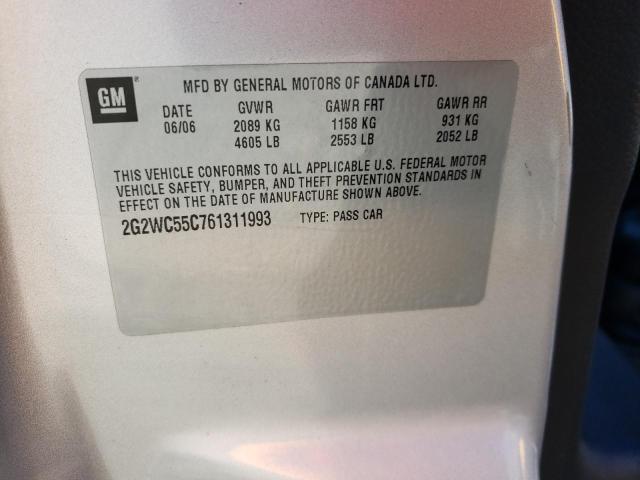 GM
MFD BY GENERAL MOTORS OF CANADA LTD.
DATE GVWR GAWR FRT GAWR RR
06/06 2089 KG 1158 KG 931 KG
4605 LB 2553 LB 2052 LB
THIS VEHICLE CONFORMS TO ALL APPLICABLE U.S. FEDERAL MOTOR
VEHICLE SAFETY, BUMPER, AND THEFT PREVENTION STANDARDS IN
EFFECT ON THE DATE OF MANUFACTURE SHOWN ABOVE.
2G2WC55C761311993 TYPE: PASS CAR